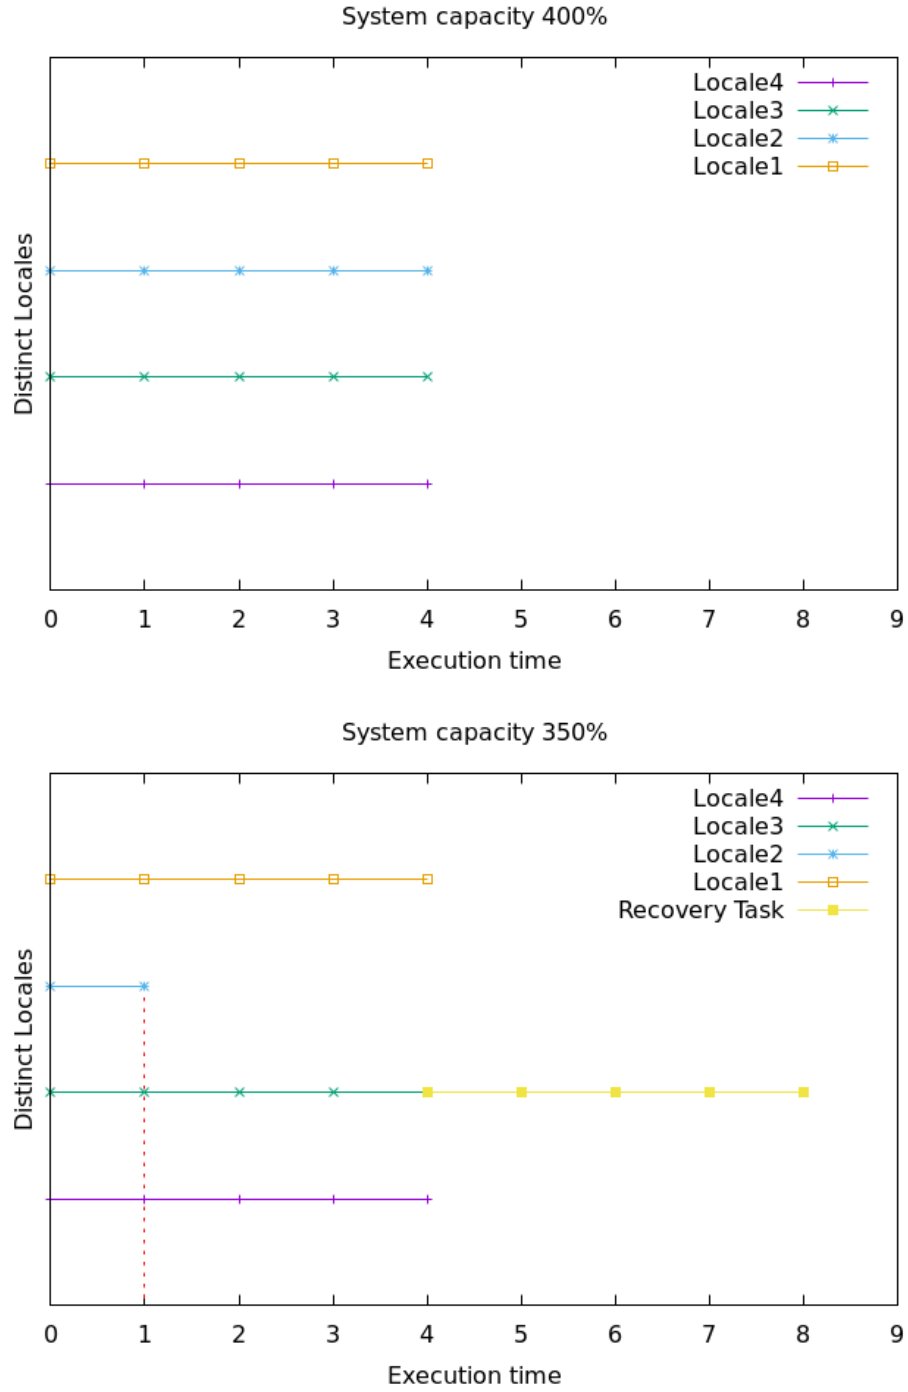 System capacity 400%
Locale4
Locale3
Locale2
Locale1
Distinct Locales
0 1 2 3 4 5 6 7 8 9
Execution time
System capacity 350%
Locale4
Locale3
Locale2
Locale1
Recovery Task
Distinct Locales
0 1 2 3 4 5 6 7 8 9
Execution time